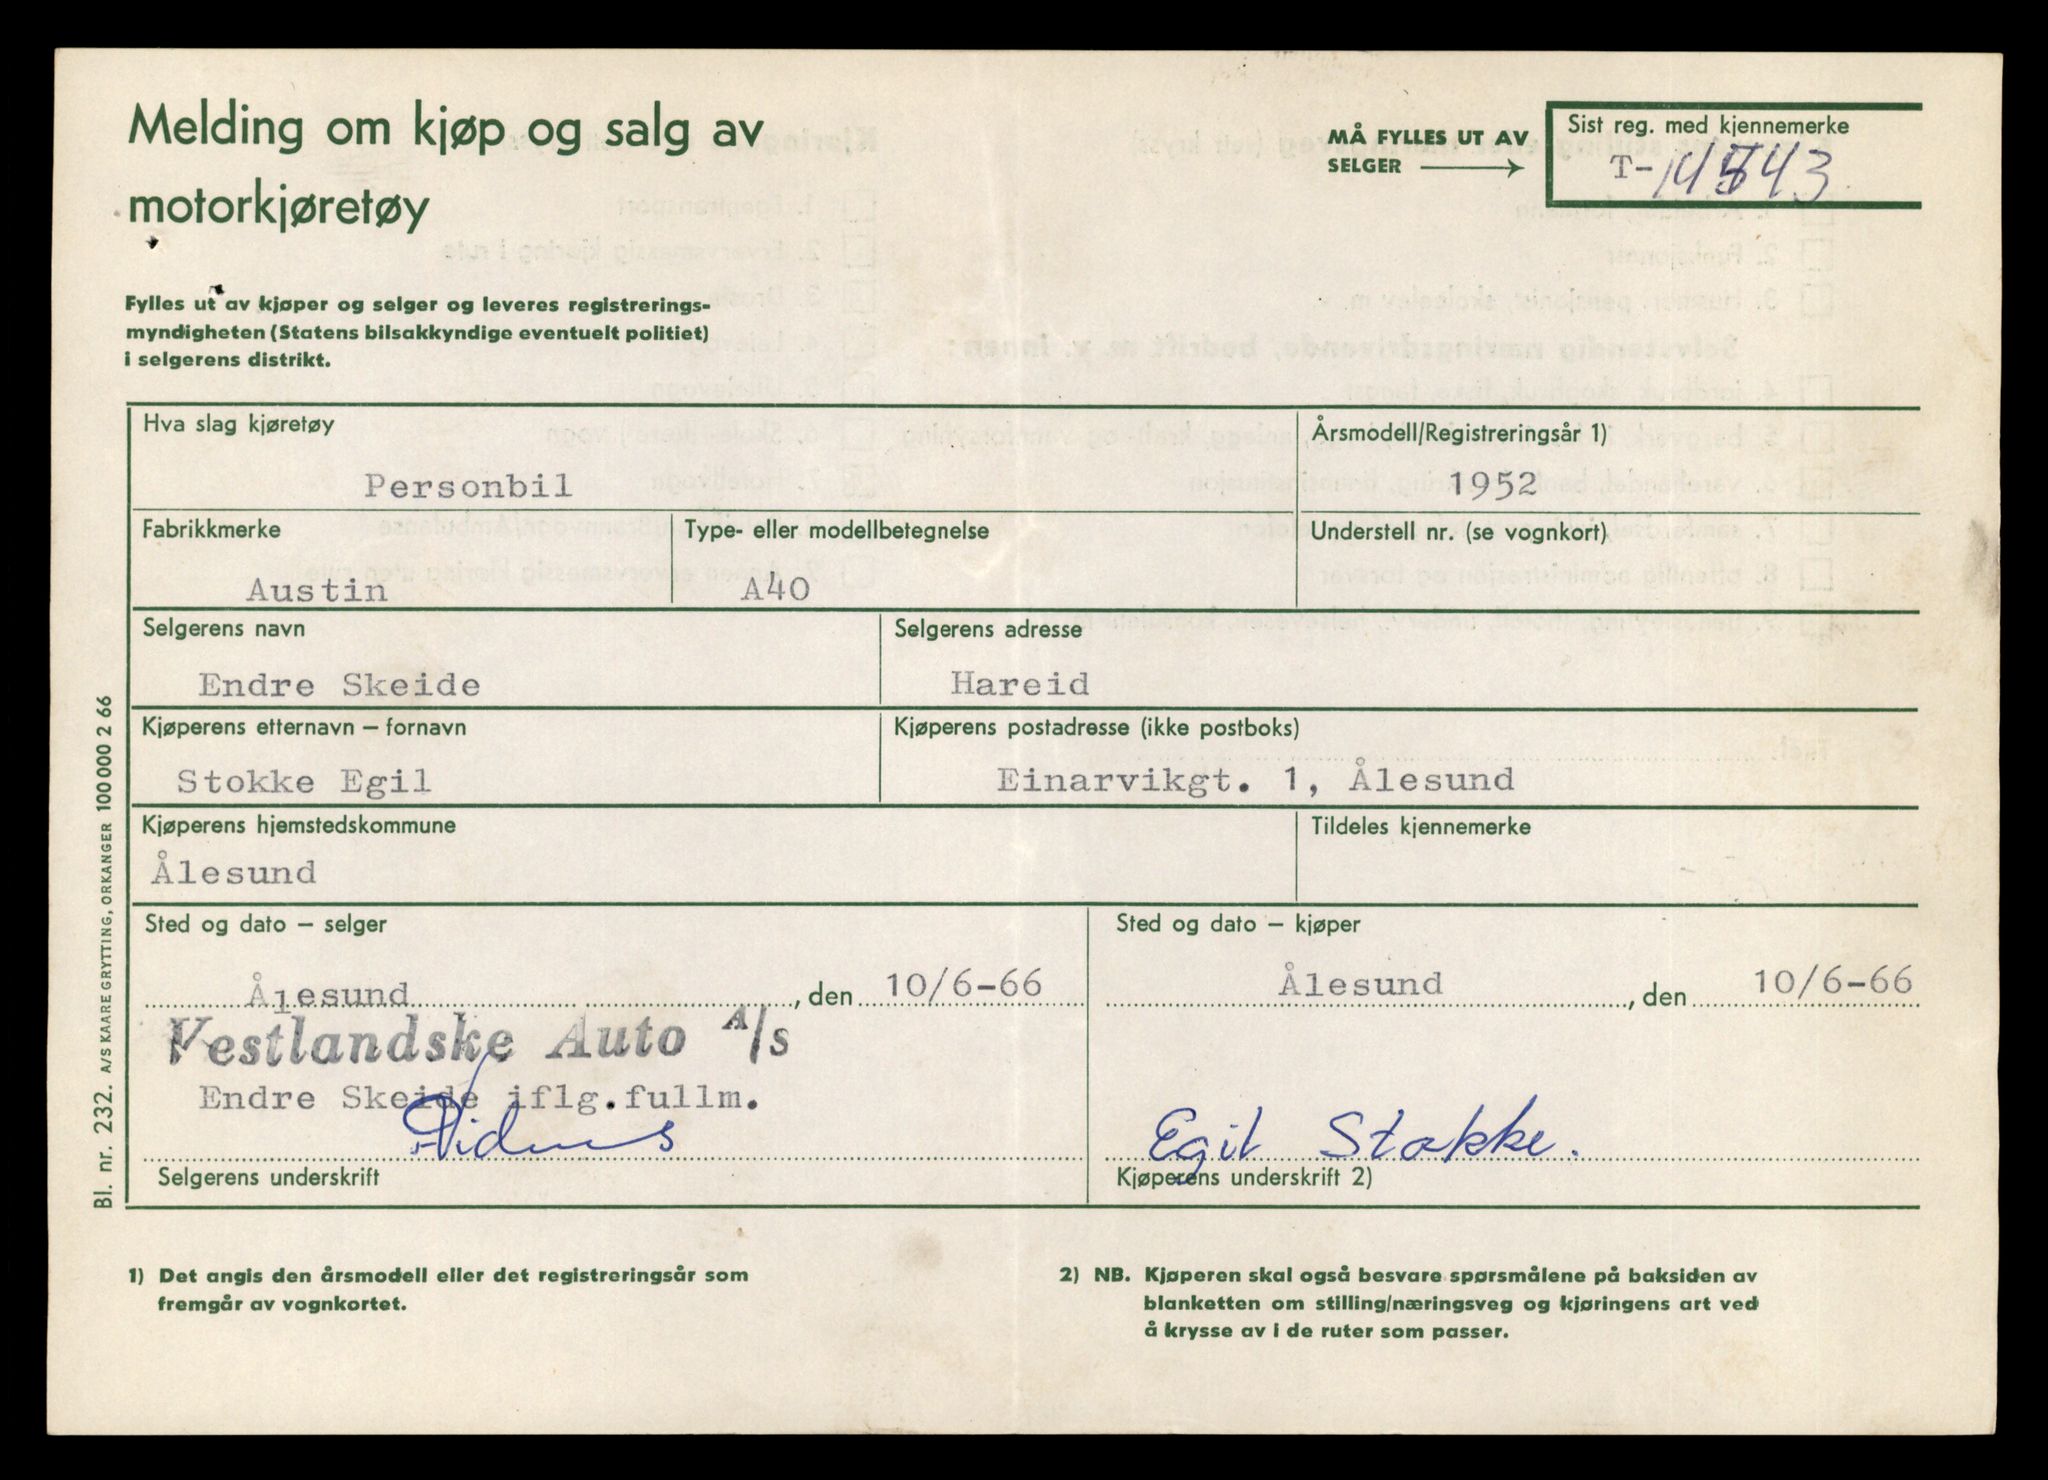 Melding om kjøp og salg av
motorkjøretøy
MÅ FYLLES UT AV
SELGER
Sist reg. med kjennemerke
T-14543
Fylles ut av kjøper og selger og leveres registrerings-
myndigheten (Statens bilsakkyndige eventuelt politiet)
i selgerens distrikt.
Hva slag kjøretøy
Personbil
Årsmodell/Registreringsår 1)
1952
Fabrikkmerke
Austin
Type- eller modellbetegnelse
A40
Understell nr. (se vognkort)
Selgerens navn
Endre Skeide
Selgerens adresse
Hareid
Kjøperens etternavn – fornavn
Stokke Egil
Kjøperens postadresse (ikke postboks)
Einarvikgt. 1, Ålesund
Kjøperens hjemstedskommune
Ålesund
Tildeles kjennemerke
Sted og dato – selger
Ålesund, den 10/6-66
Vestlandske Auto A/s
Endre Skeide iflg.fullm.
Selgerens underskrift
Sted og dato – kjøper
Ålesund, den 10/6-66
Egil Stokke.
Kjøperens underskrift 2)
1) Det angis den årsmodell eller det registreringsår som
fremgår av vognkortet.
2) NB. Kjøperen skal også besvare spørsmålene på baksiden av
blanketten om stilling/næringsveg og kjøringens art ved
å krysse av i de ruter som passer.
Bl. nr. 232. A/S KAARE GRYTTING, ORKANGER 100 000 2 66